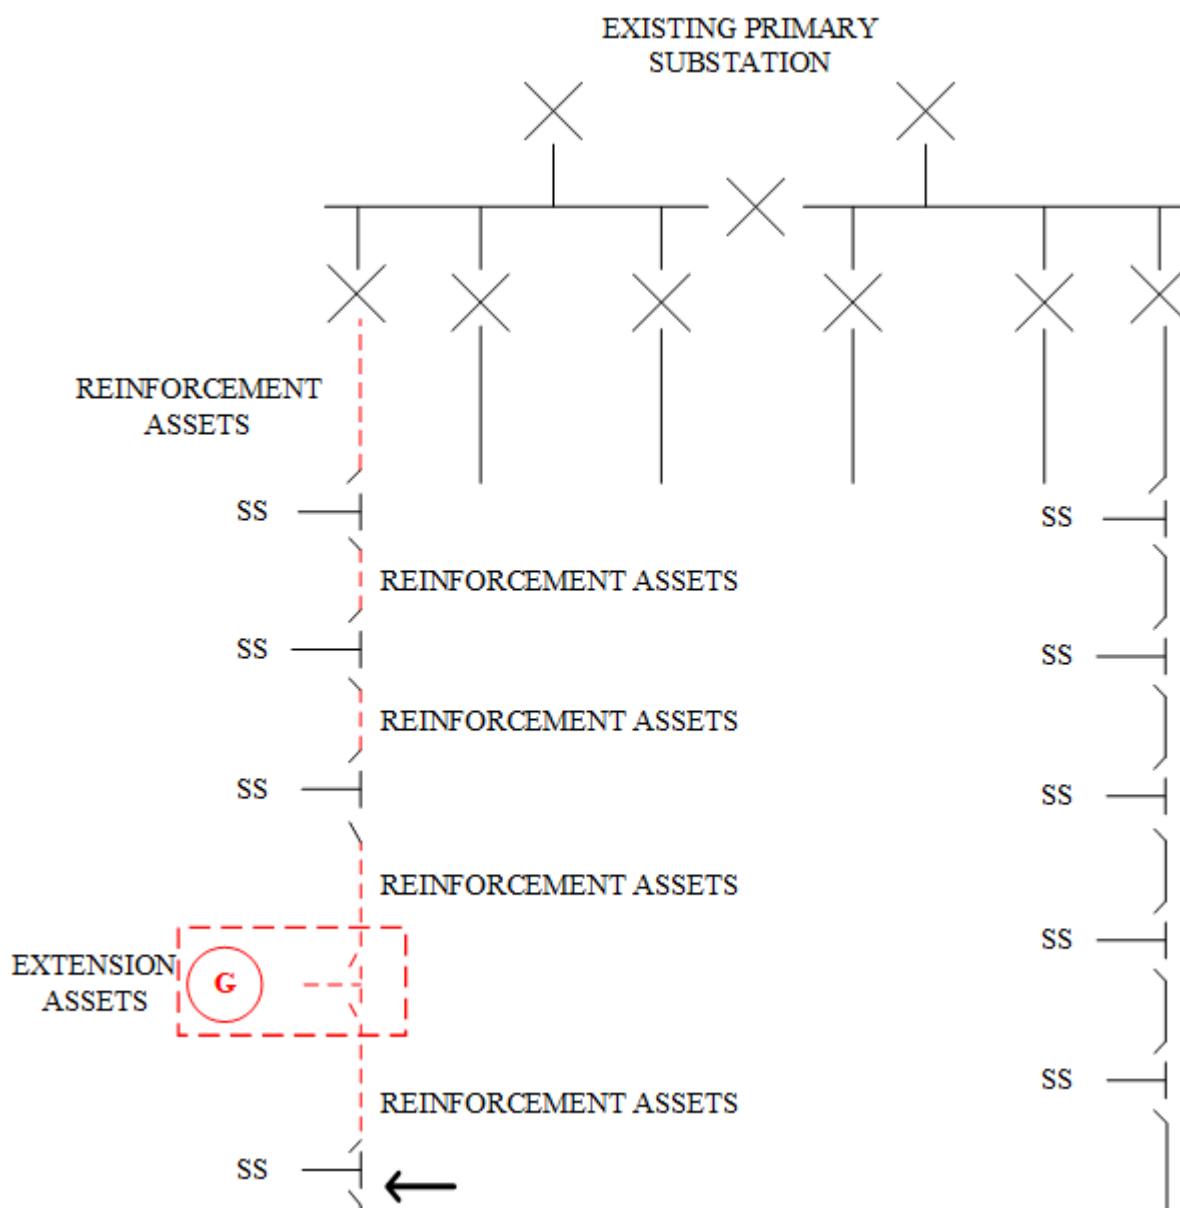 EXISTING PRIMARY
SUBSTATION
REINFORCEMENT
ASSETS
SS
SS
REINFORCEMENT ASSETS
SS
SS
REINFORCEMENT ASSETS
SS
SS
REINFORCEMENT ASSETS
SS
EXTENSION
ASSETS
G
SS
REINFORCEMENT ASSETS
SS